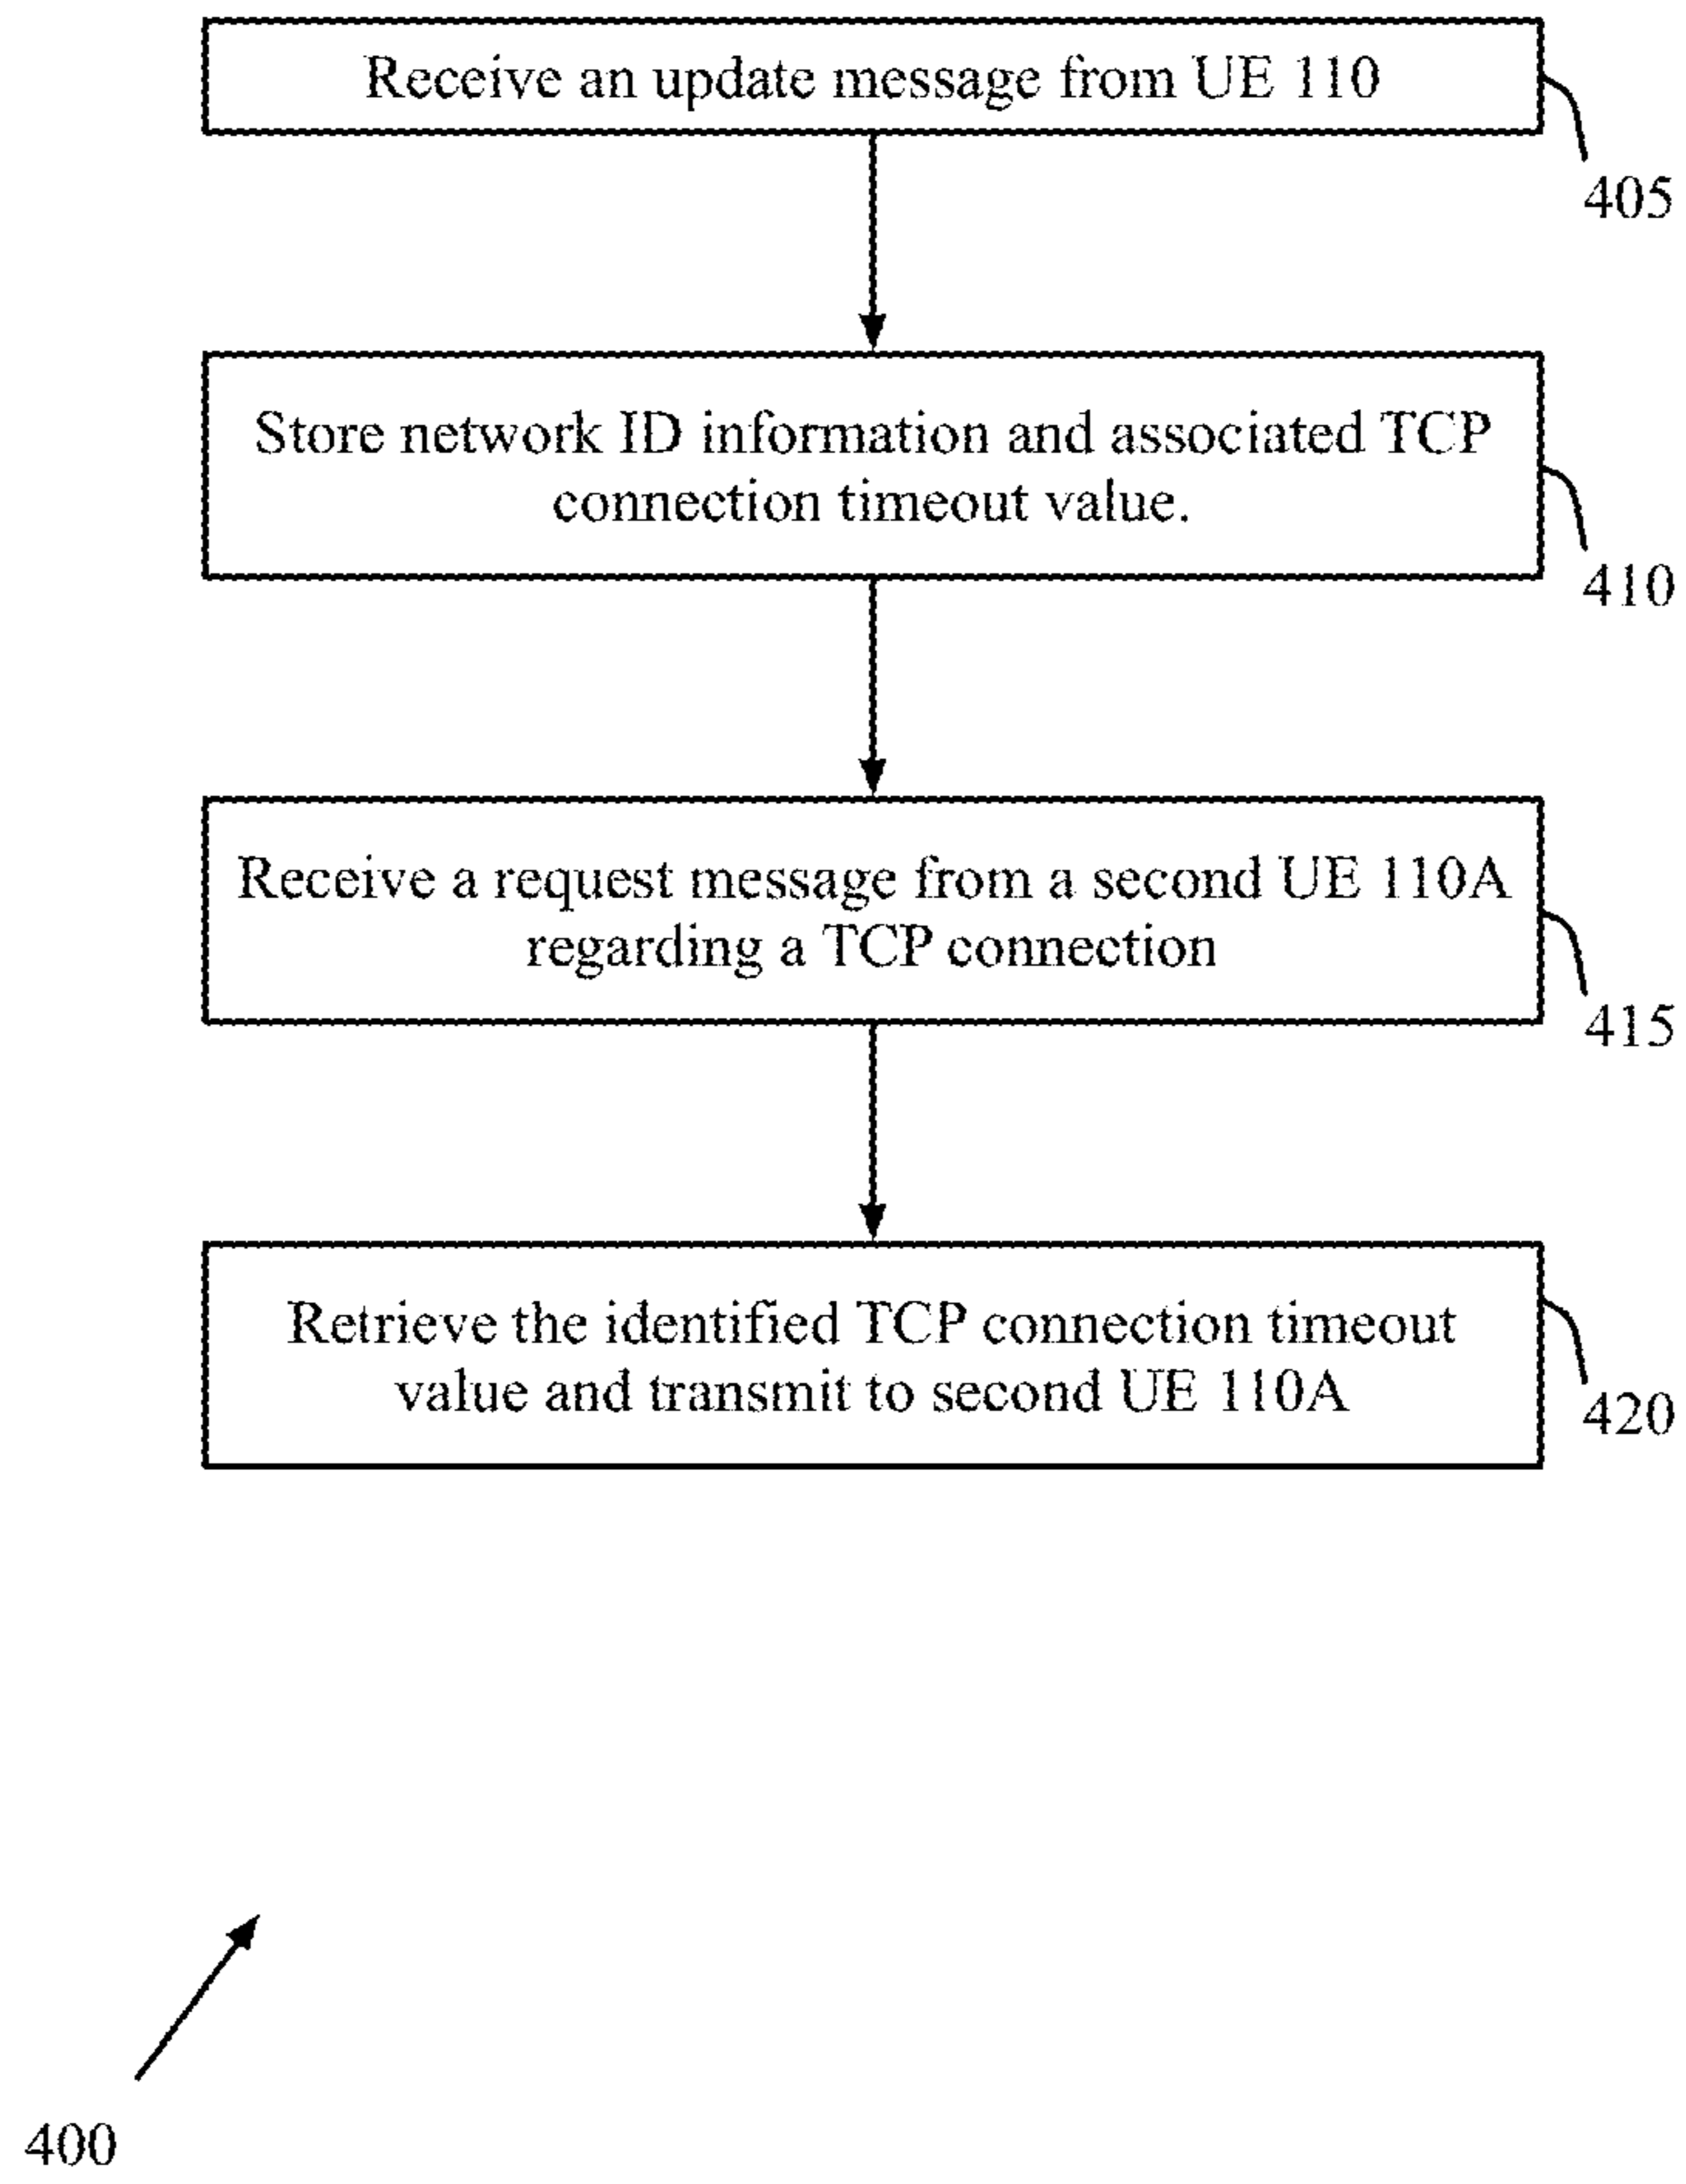 Receive an update message from UE 110
405
Store network ID information and associated TCP
connection timeout value.
410
Receive a request message from a second UE 110A
regarding a TCP connection
415
Retrieve the identified TCP connection timeout
value and transmit to second UE 110A
420
400